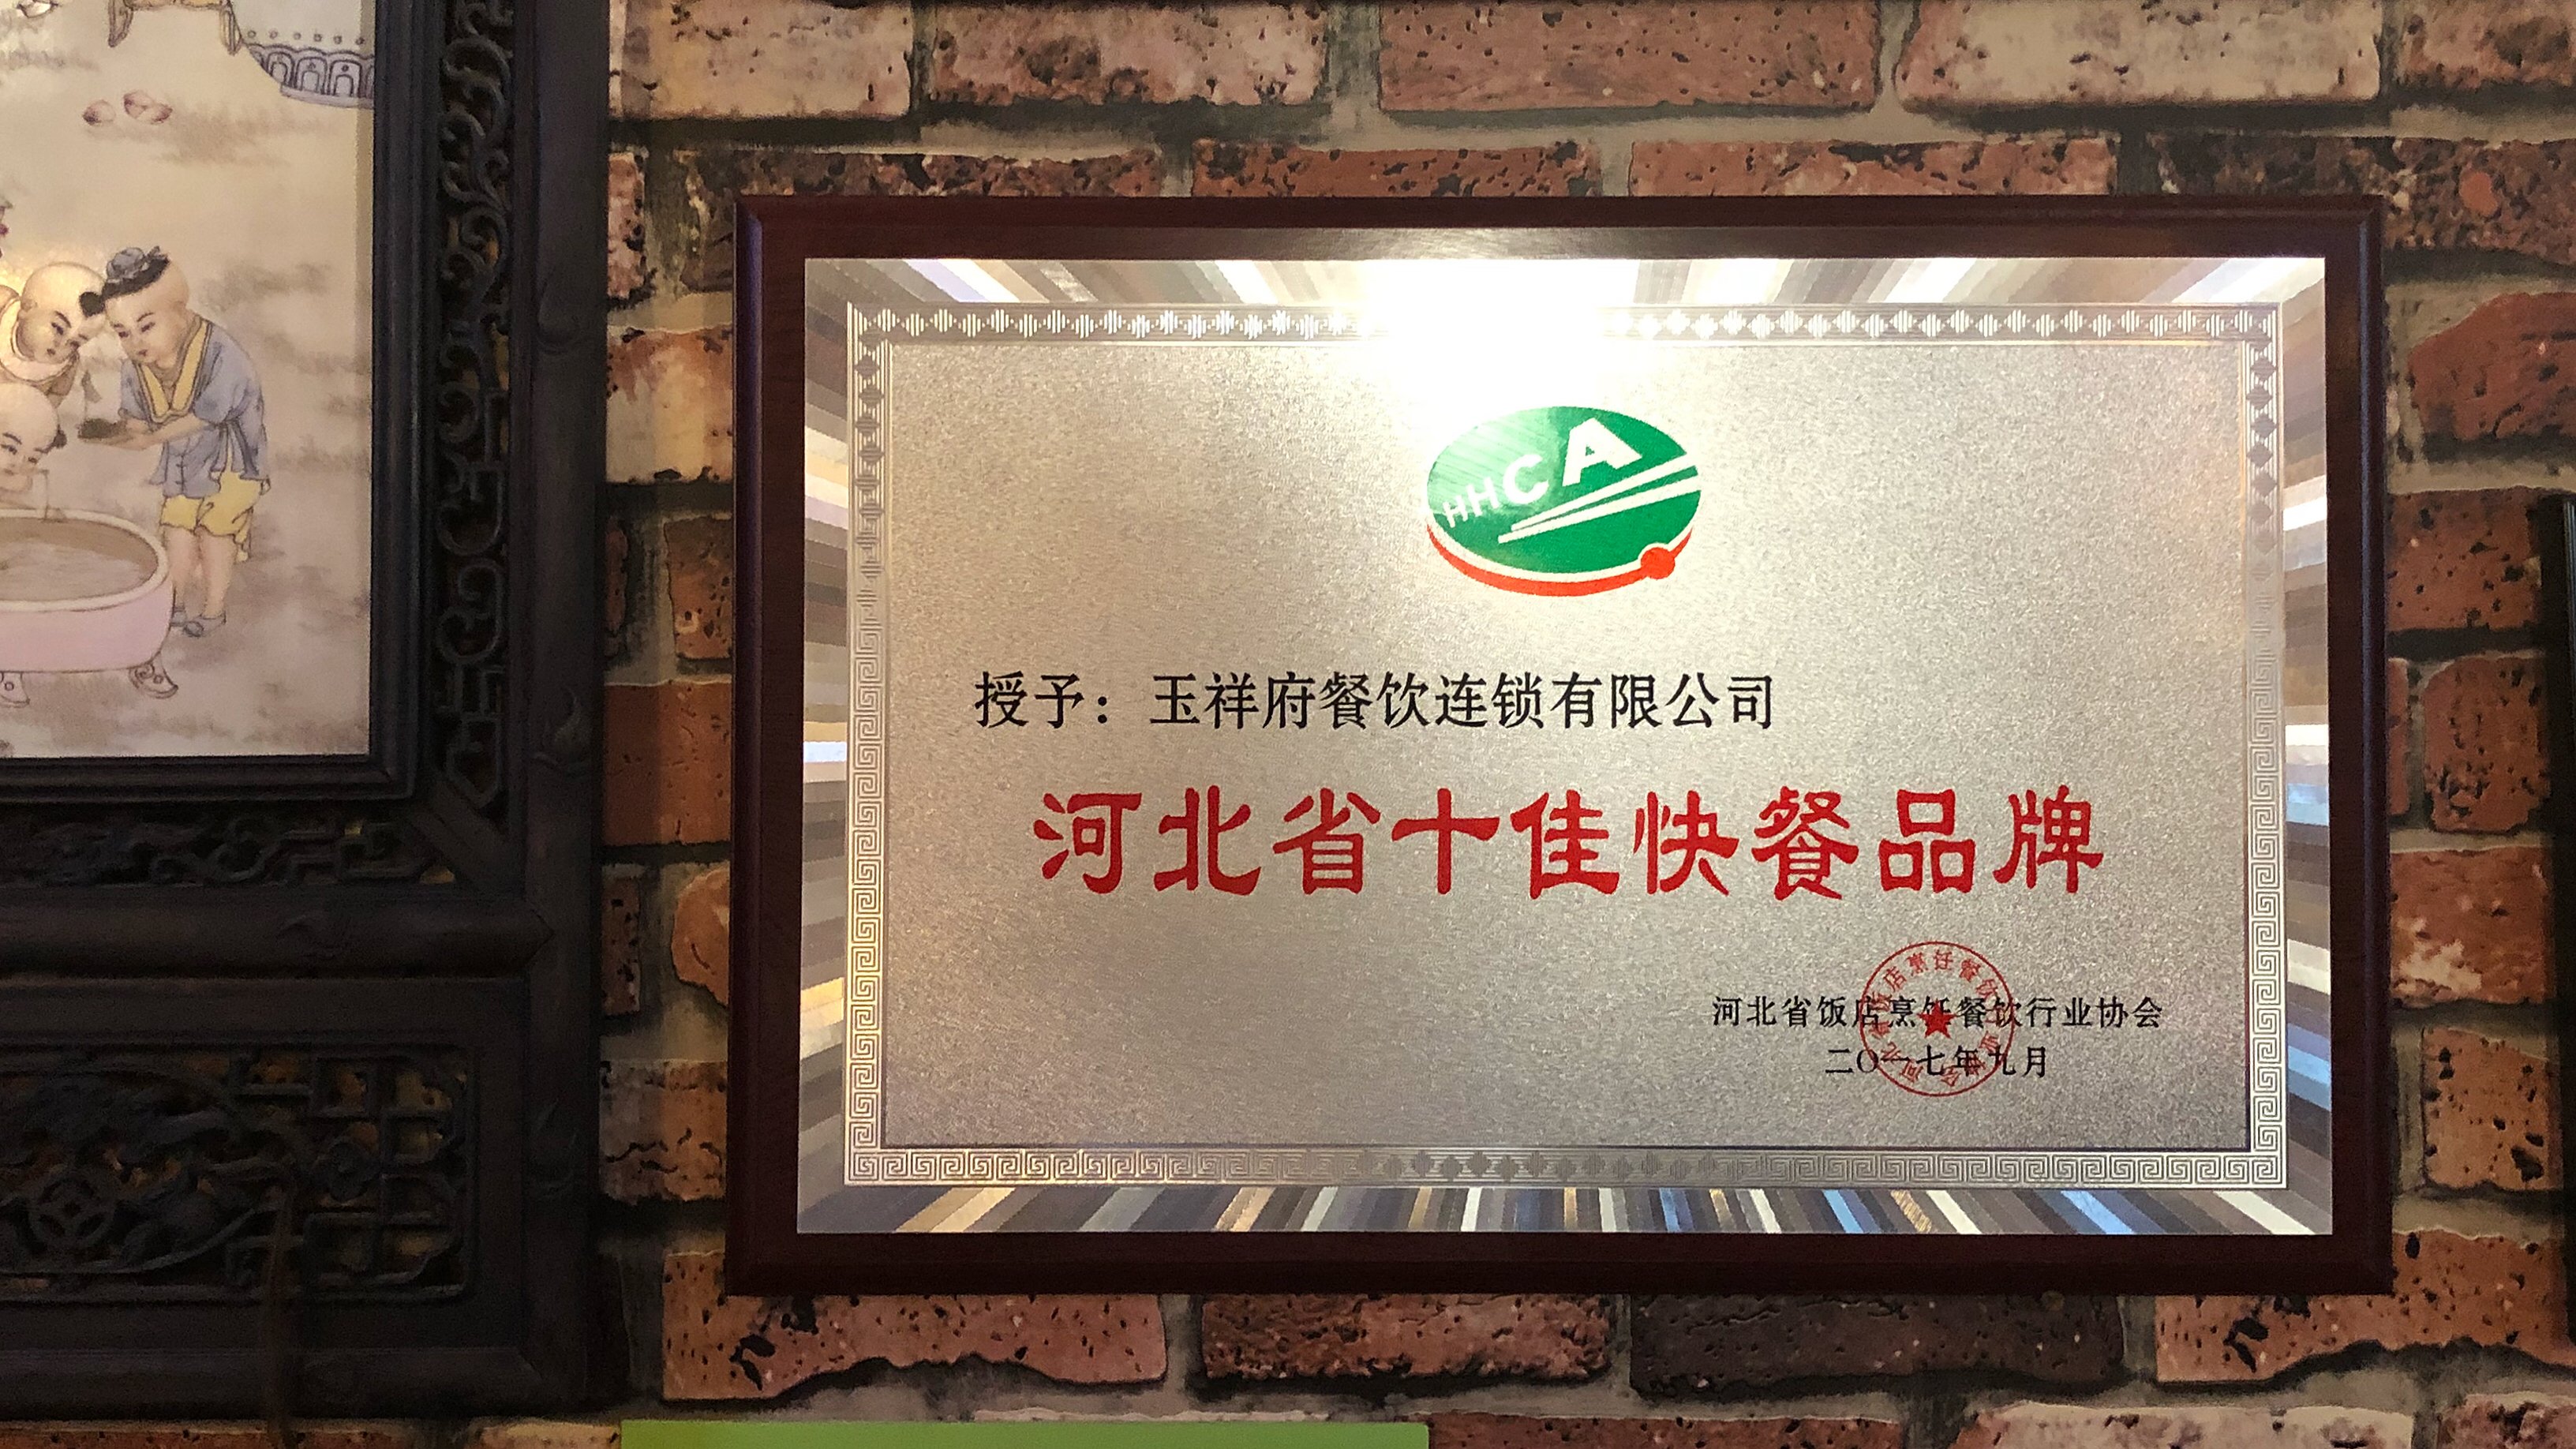 HHCA
授予：玉祥府餐饮连锁有限公司
河北省十佳快餐品牌
河北省饭店烹饪餐饮行业协会
二〇一七年九月